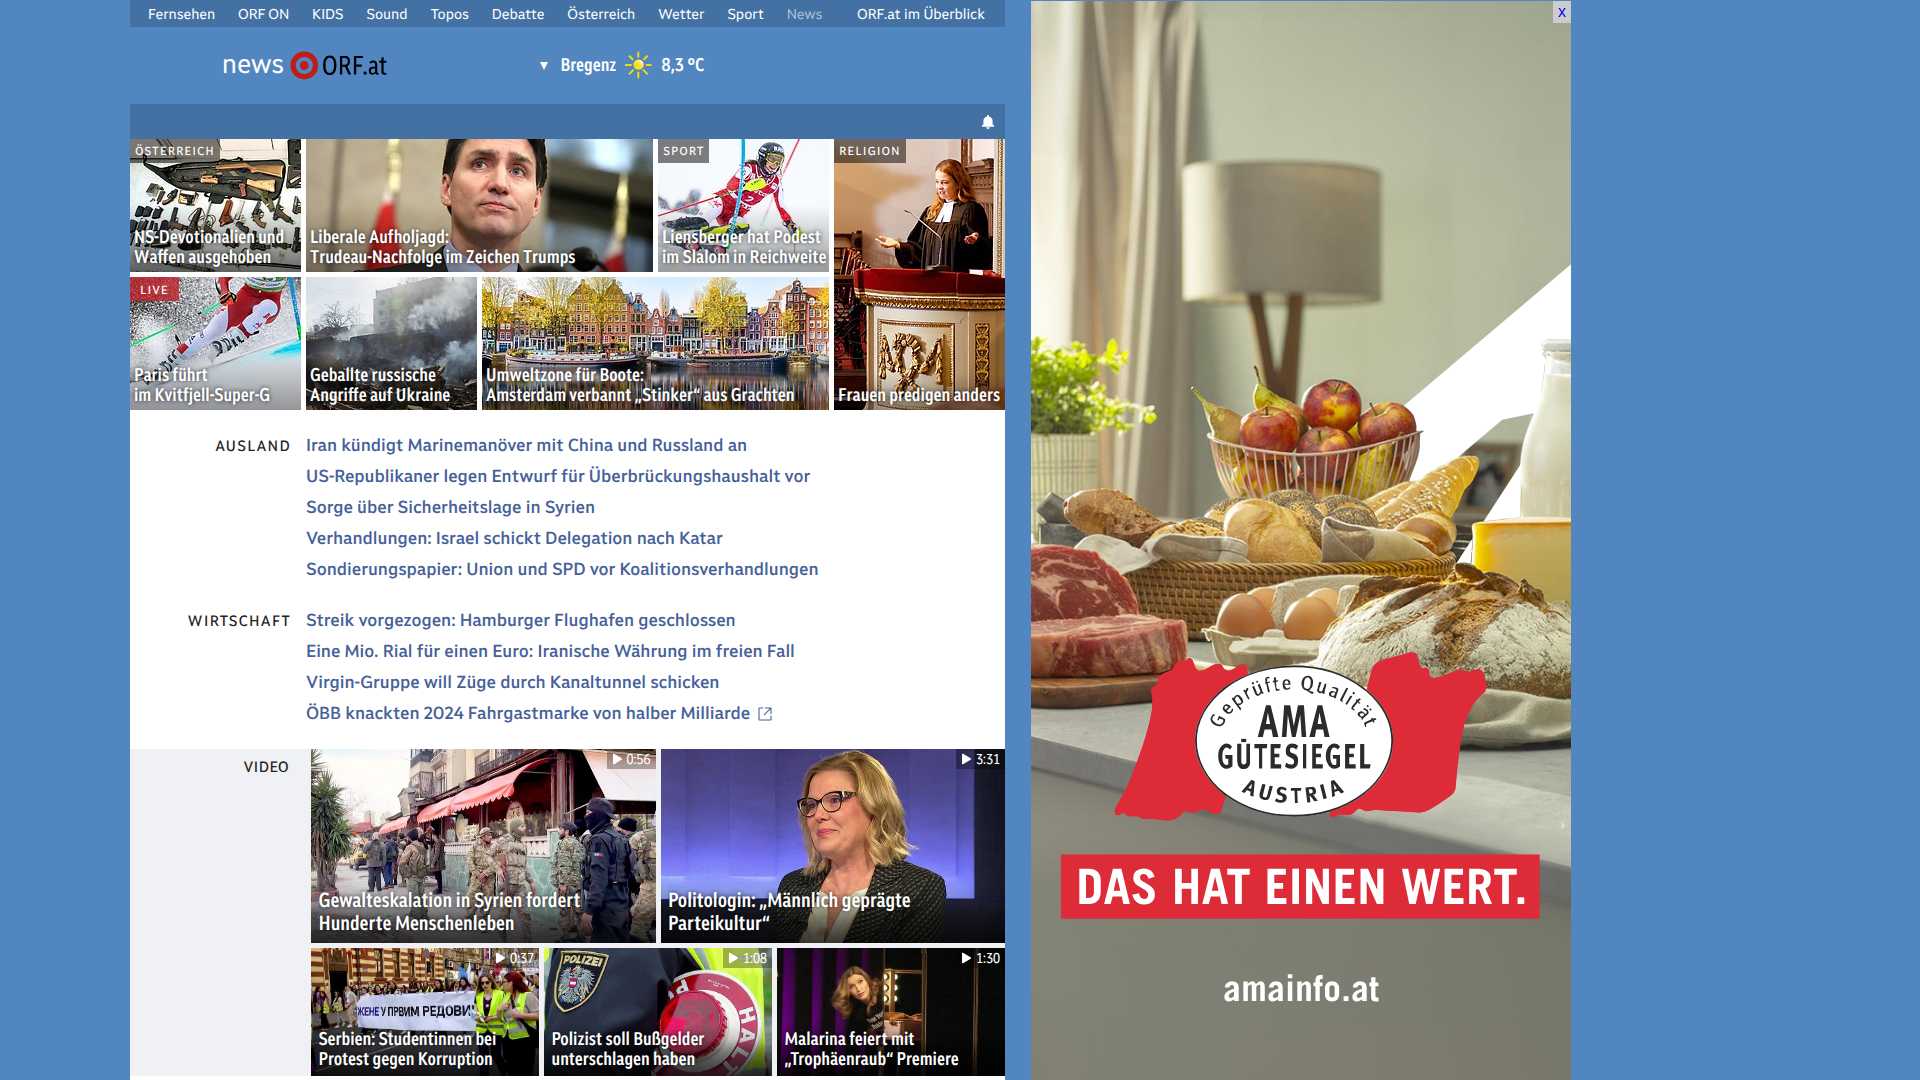 Fernsehen ORF ON KIDS Sound Topos Debatte Österreich Wetter Sport News ORF.at im Überblick
news ORF.at
▼ Bregenz 8,3 °C
ÖSTERREICH
NS-Devotionalien und
Waffen ausgehoben
Liberale Aufholjagd:
Trudeau-Nachfolge im Zeichen Trumps
SPORT
Liensberger hat Podest
im Slalom in Reichweite
RELIGION
Frauen predigen anders
LIVE
Paris führt
im Kvitfjell-Super-G
Geballte russische
Angriffe auf Ukraine
Umweltzone für Boote:
Amsterdam verbannt „Stinker“ aus Grachten
AUSLAND
Iran kündigt Marinemanöver mit China und Russland an
US-Republikaner legen Entwurf für Überbrückungshaushalt vor
Sorge über Sicherheitslage in Syrien
Verhandlungen: Israel schickt Delegation nach Katar
Sondierungspapier: Union und SPD vor Koalitionsverhandlungen
WIRTSCHAFT
Streik vorgezogen: Hamburger Flughafen geschlossen
Eine Mio. Rial für einen Euro: Iranische Währung im freien Fall
Virgin-Gruppe will Züge durch Kanaltunnel schicken
ÖBB knackten 2024 Fahrgastmarke von halber Milliarde
VIDEO
0:56
Gewalteskalation in Syrien fordert
Hunderte Menschenleben
3:31
Politologin: „Männlich geprägte
Parteikultur“
0:37
ЖЕНЕ У ПРВИМ РЕДОВИ
Serbien: Studentinnen bei
Protest gegen Korruption
1:08
POLIZEI
HALT
Polizist soll Bußgelder
unterschlagen haben
1:30
Malarina feiert mit
„Trophäenraub“ Premiere
X
Geprüfte Qualität
AMA
GÜTESIEGEL
AUSTRIA
DAS HAT EINEN WERT.
amainfo.at